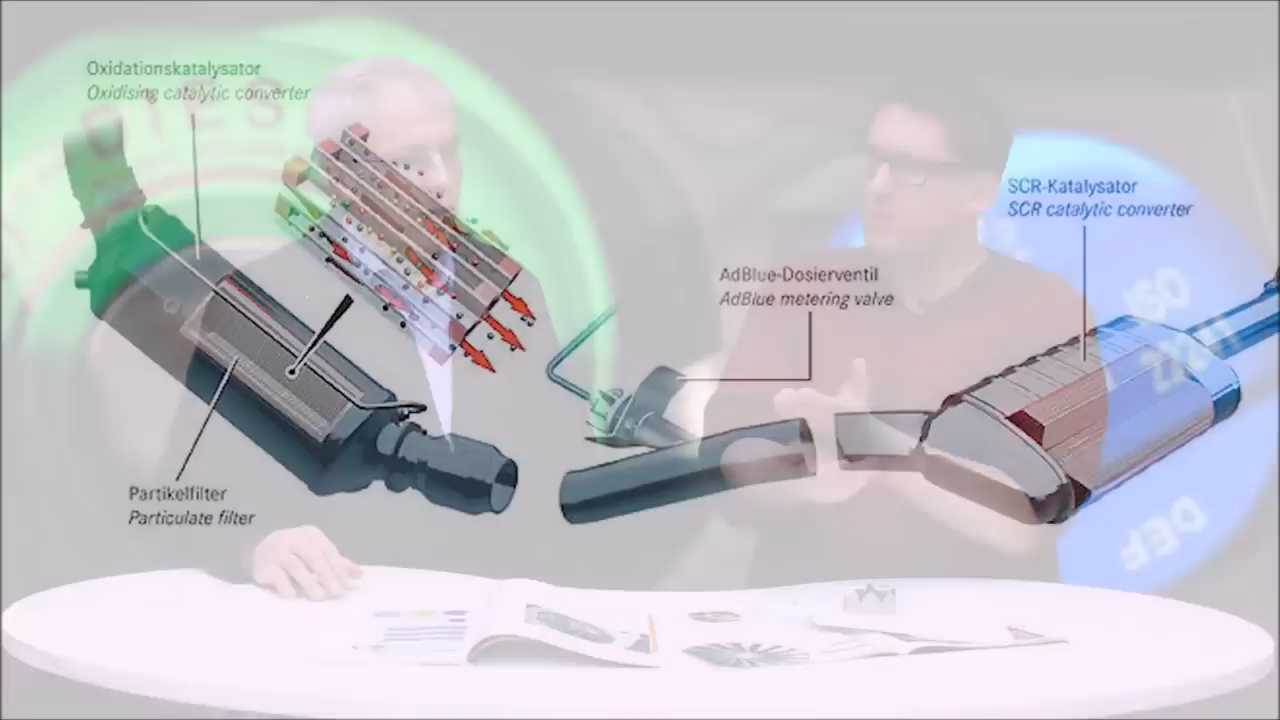 Oxidationskatalysator
Oxidising catalytic converter
SCR-Katalysator
SCR catalytic converter
AdBlue-Dosierventil
AdBlue metering valve
ISO
DEF
Partikelfilter
Particulate filter